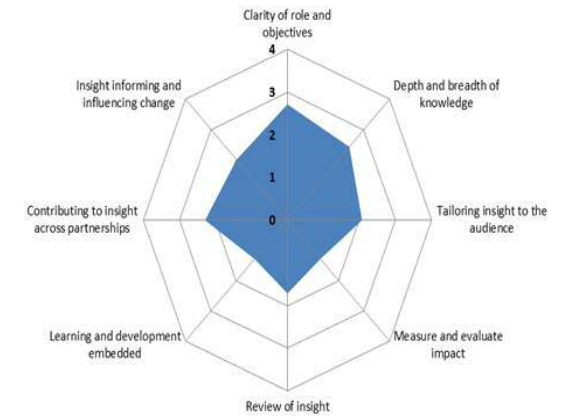 Clarity of role and
objectives
4
Insight informing and
influencing change
3
Depth and breadth of
knowledge
2
1
Contributing to insight
across partnerships
0
Tailoring insight to the
audience
Learning and development
embedded
Measure and evaluate
impact
Review of insight